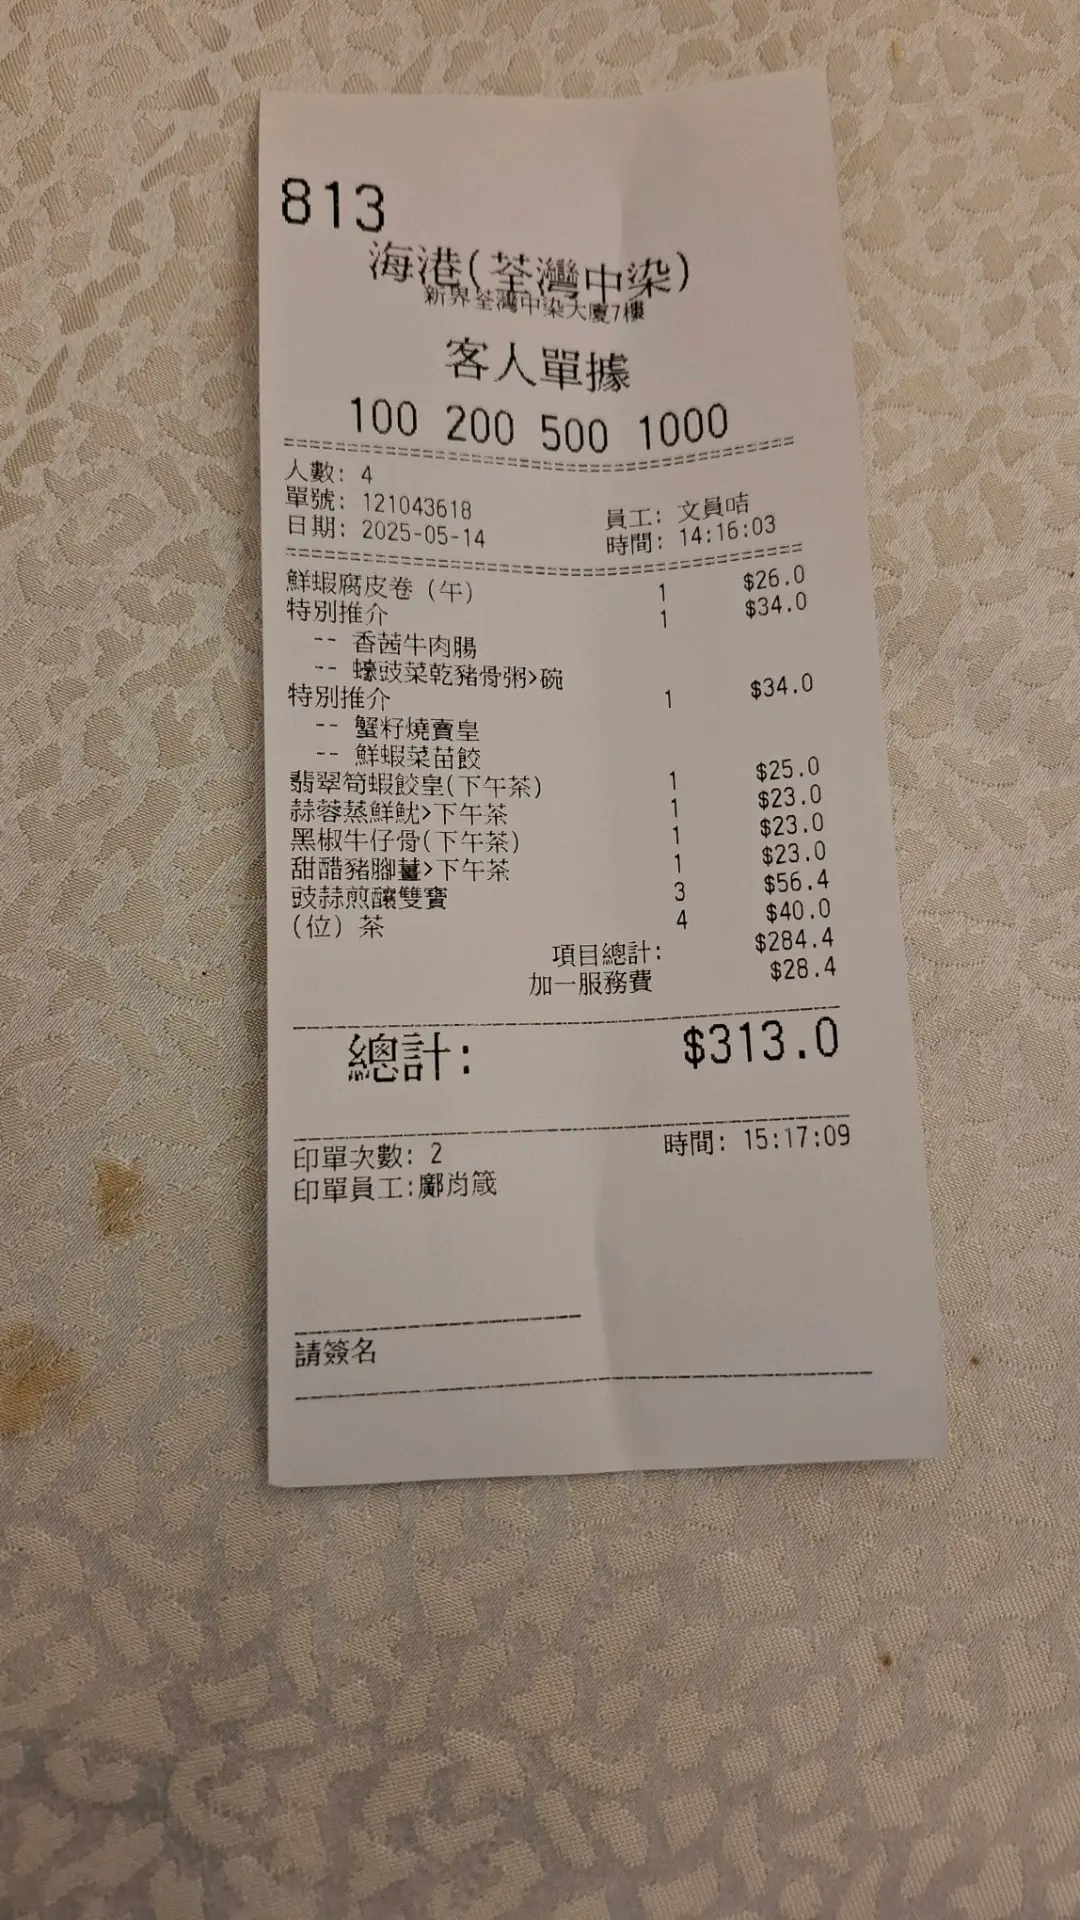 813
海港(荃灣中染)
新界荃灣中染大廈7樓
客人單據
100 200 500 1000
人數: 4
單號: 121043618 員工: 文員咭
日期: 2025-05-14 時間: 14:16:03
鮮蝦腐皮卷 (午) 1 $26.0
特別推介 1 $34.0
-- 香茜牛肉腸
-- 蠔豉菜乾豬骨粥>碗
特別推介 1 $34.0
-- 蟹籽燒賣皇
-- 鮮蝦菜苗餃
翡翠筍蝦餃皇(下午茶) 1 $25.0
蒜蓉蒸鮮魷>下午茶 1 $23.0
黑椒牛仔骨(下午茶) 1 $23.0
甜醋豬腳薑>下午茶 1 $23.0
豉蒜煎釀雙寶 3 $56.4
(位) 茶 4 $40.0
項目總計: $284.4
加一服務費 $28.4
總計: $313.0
印單次數: 2 時間: 15:17:09
印單員工:鄺肖箴
請簽名